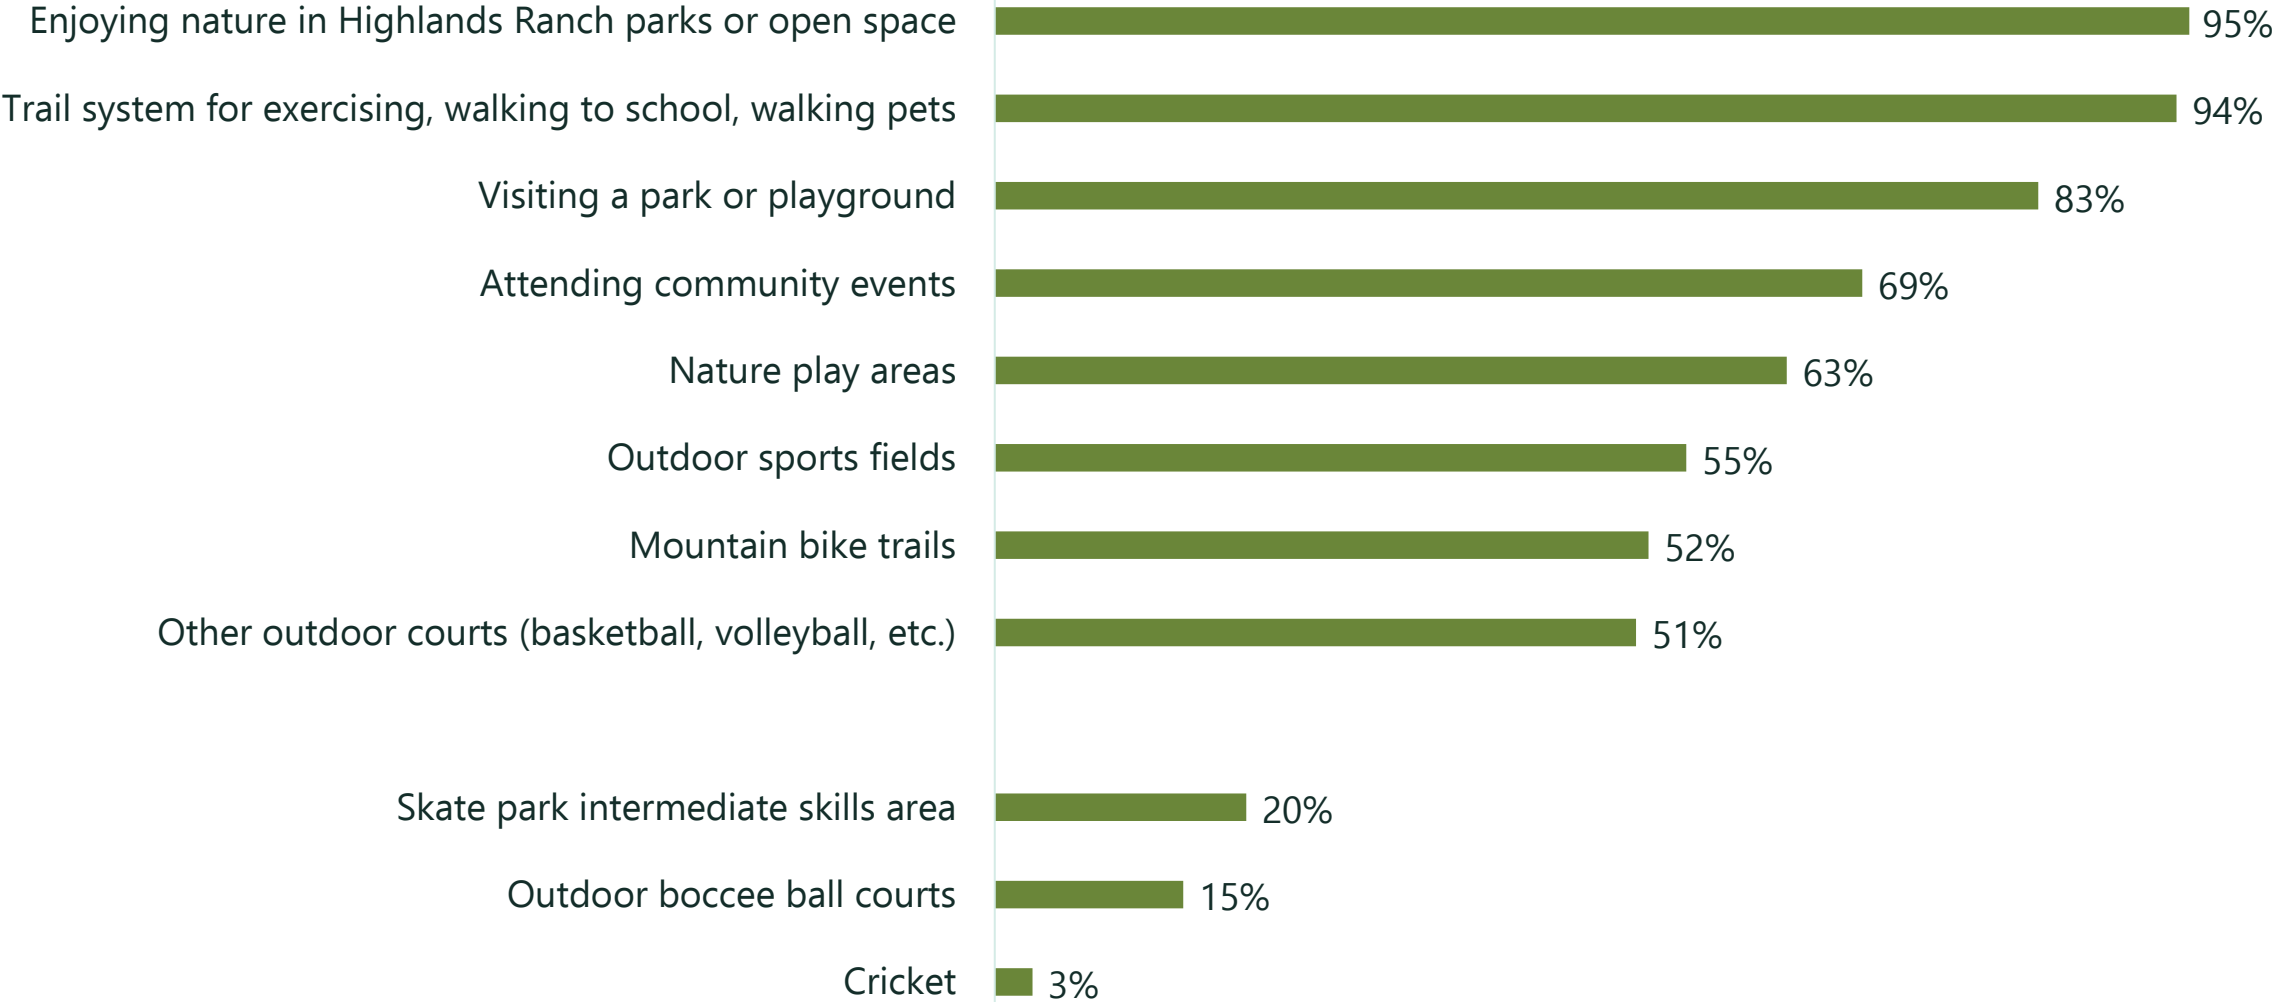 Enjoying nature in Highlands Ranch parks or open space 95%
Trail system for exercising, walking to school, walking pets 94%
Visiting a park or playground 83%
Attending community events 69%
Nature play areas 63%
Outdoor sports fields 55%
Mountain bike trails 52%
Other outdoor courts (basketball, volleyball, etc.) 51%
Skate park intermediate skills area 20%
Outdoor boccee ball courts 15%
Cricket 3%